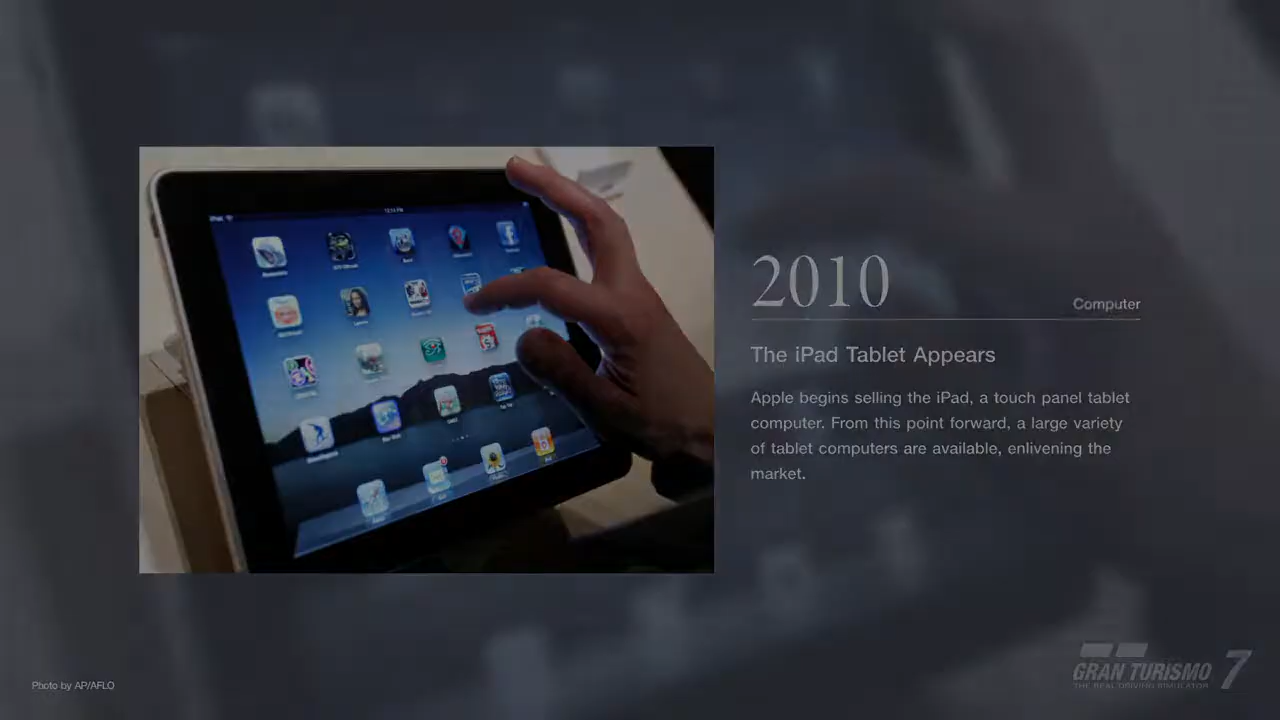 2010
Computer
The iPad Tablet Appears
Apple begins selling the iPad, a touch panel tablet
computer. From this point forward, a large variety
of tablet computers are available, enlivening the
market.
Photo by AP/AFLO
GRAN TURISMO 7
THE REAL DRIVING SIMULATOR